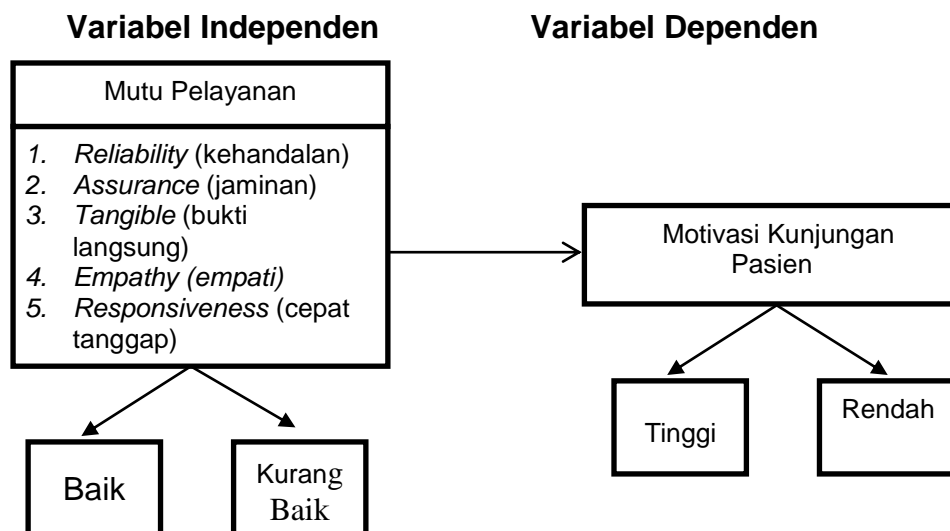 Variabel Independen
Variabel Dependen
Mutu Pelayanan
1. Reliability (kehandalan)
2. Assurance (jaminan)
3. Tangible (bukti
langsung)
4. Empathy (empati)
5. Responsiveness (cepat
tanggap)
Motivasi Kunjungan
Pasien
Baik
Kurang
Baik
Tinggi
Rendah